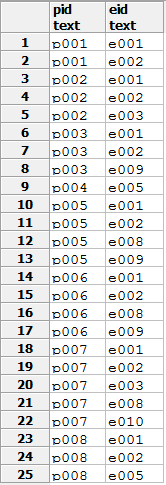 pid eid
text text
1 p001 e001
2 p001 e002
3 p002 e001
4 p002 e002
5 p002 e003
6 p003 e001
7 p003 e002
8 p003 e009
9 p004 e005
10 p005 e001
11 p005 e002
12 p005 e008
13 p005 e009
14 p006 e001
15 p006 e002
16 p006 e008
17 p006 e009
18 p007 e001
19 p007 e002
20 p007 e003
21 p007 e008
22 p007 e010
23 p008 e001
24 p008 e002
25 p008 e005